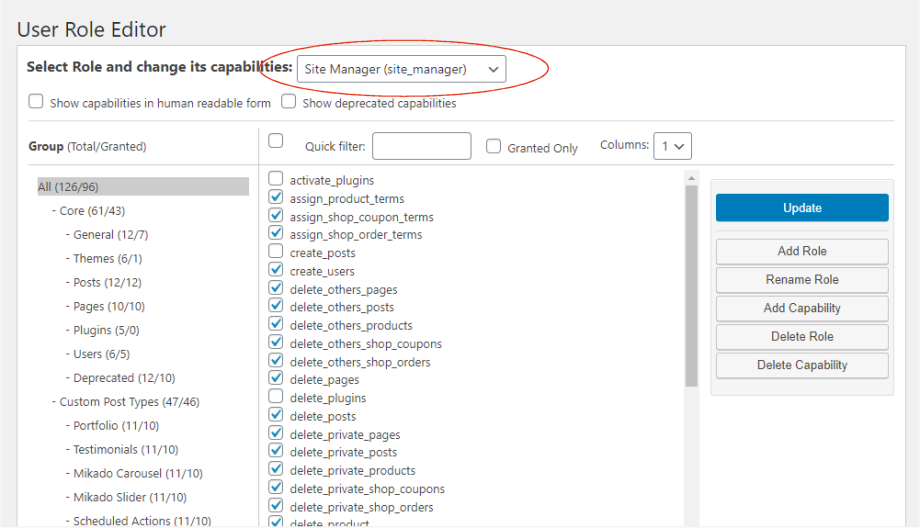 User Role Editor
Select Role and change its capabilities: Site Manager (site_manager)
Show capabilities in human readable form Show deprecated capabilities
Group (Total/Granted)
Quick filter: Granted Only Columns: 1
All (126/96)
- Core (61/43)
- General (12/7)
- Themes (6/1)
- Posts (12/12)
- Pages (10/10)
- Plugins (5/0)
- Users (6/5)
- Deprecated (12/10)
- Custom Post Types (47/46)
- Portfolio (11/10)
- Testimonials (11/10)
- Mikado Carousel (11/10)
- Mikado Slider (11/10)
- Scheduled Actions (11/10)
activate_plugins
assign_product_terms
assign_shop_coupon_terms
assign_shop_order_terms
create_posts
create_users
delete_others_pages
delete_others_posts
delete_others_products
delete_others_shop_coupons
delete_others_shop_orders
delete_pages
delete_plugins
delete_posts
delete_private_pages
delete_private_posts
delete_private_products
delete_private_shop_coupons
delete_private_shop_orders
delete_product
Update
Add Role
Rename Role
Add Capability
Delete Role
Delete Capability